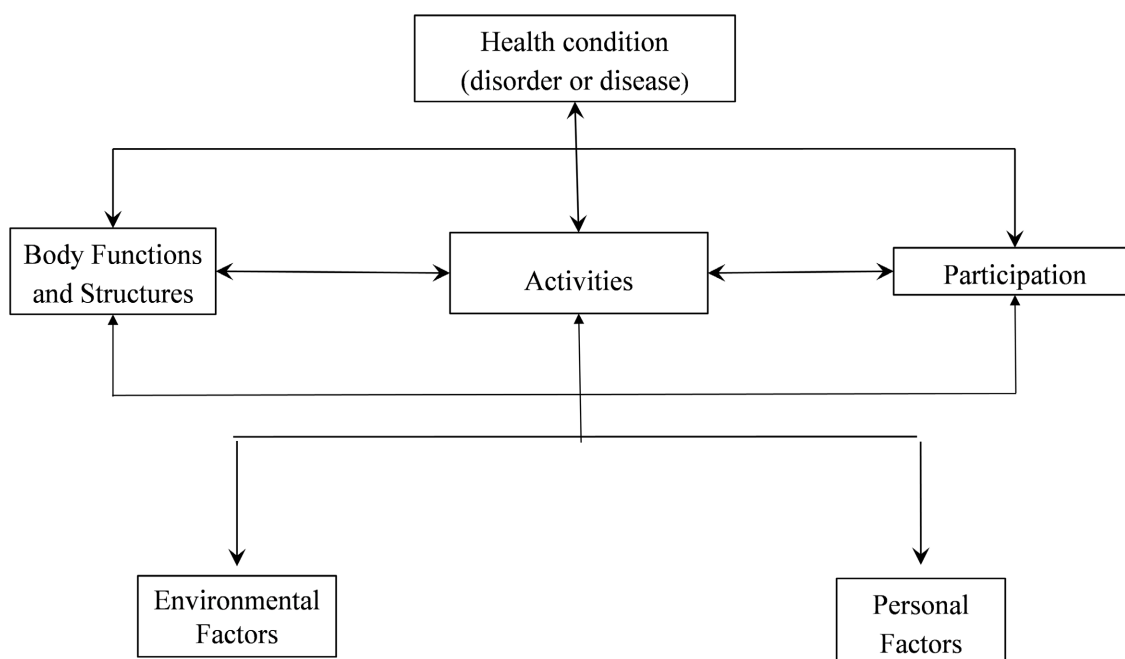 Health condition
(disorder or disease)
Body Functions
and Structures
Activities
Participation
Environmental
Factors
Personal
Factors